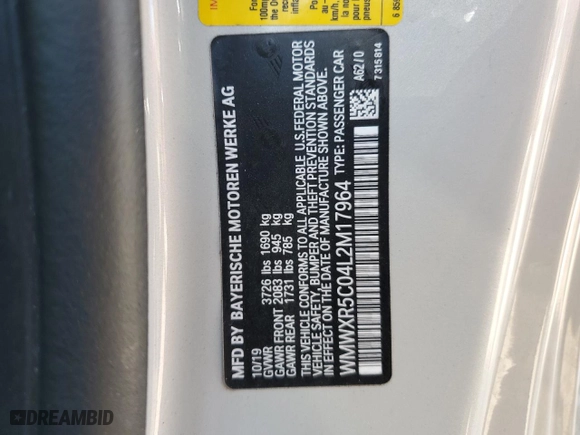 MFD BY BAYERISCHE MOTOREN WERKE AG
10/19
GVWR 3726 lbs 1690 kg
GAWR FRONT 2083 lbs 945 kg
GAWR REAR 1731 lbs 785 kg
THIS VEHICLE CONFORMS TO ALL APPLICABLE U.S.FEDERAL MOTOR
VEHICLE SAFETY, BUMPER AND THEFT PREVENTION STANDARDS
IN EFFECT ON THE DATE OF MANUFACTURE SHOWN ABOVE.
WMWXR5C04L2M17964 TYPE: PASSENGER CAR
A62/0
7 315 814
DREAMBID